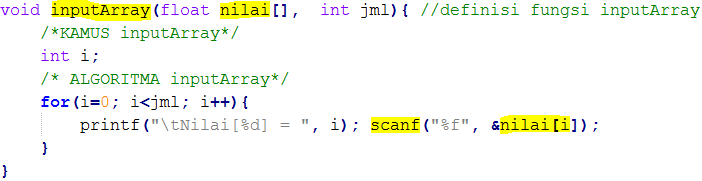 void inputArray(float nilai[],  int jml){ //definisi fungsi inputArray
    /*KAMUS inputArray*/
    int i;
    /* ALGORITMA inputArray*/
    for(i=0; i<jml; i++){
        printf("\tNilai[%d] = ", i); scanf("%f", &nilai[i]);
    }
}